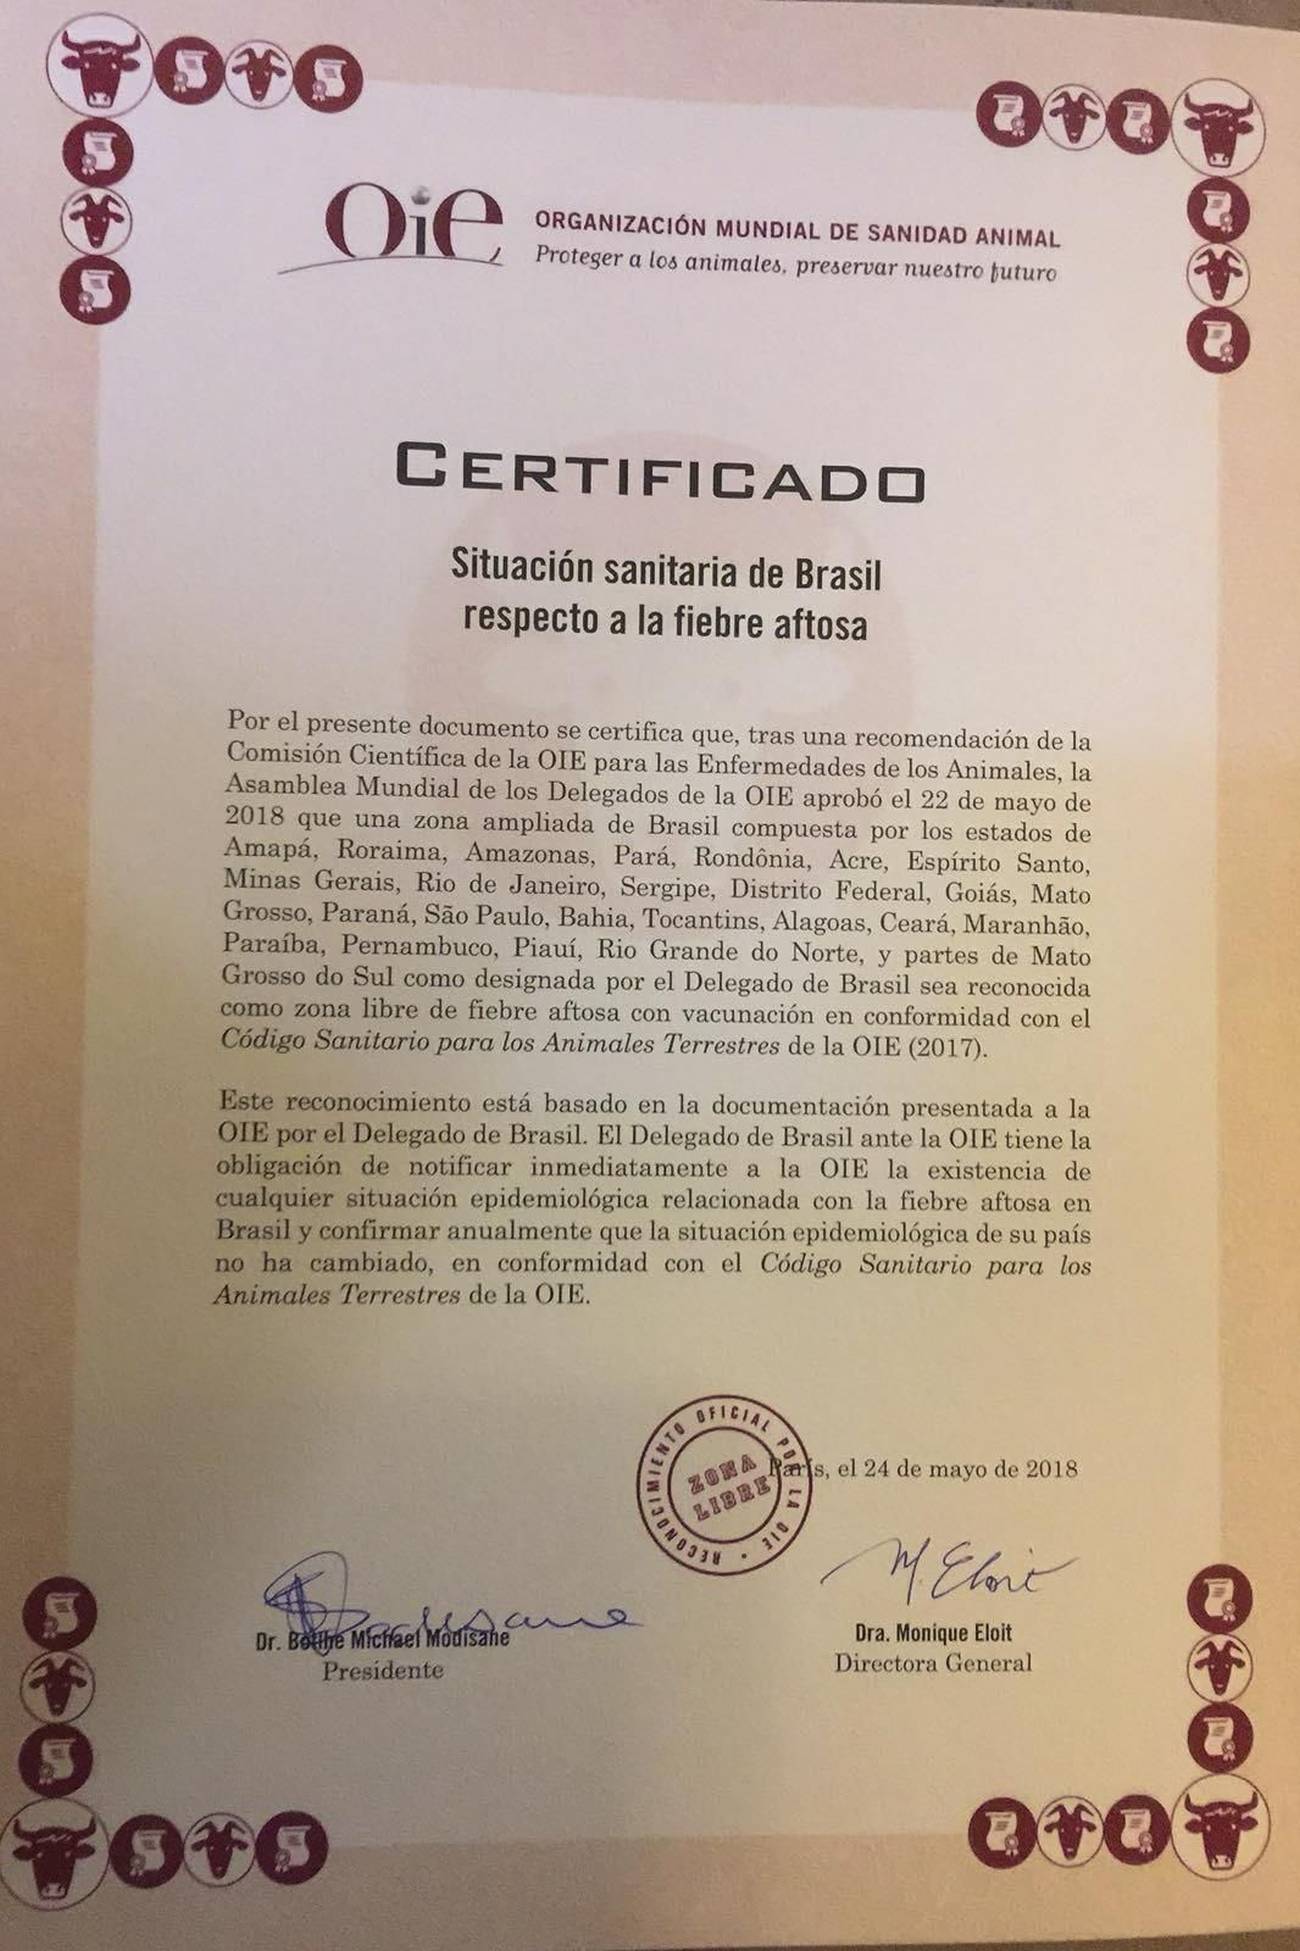 OiE
ORGANIZACIÓN MUNDIAL DE SANIDAD ANIMAL
Proteger a los animales, preservar nuestro futuro
CERTIFICADO
Situación sanitaria de Brasil
respecto a la fiebre aftosa
Por el presente documento se certifica que, tras una recomendación de la
Comisión Científica de la OIE para las Enfermedades de los Animales, la
Asamblea Mundial de los Delegados de la OIE aprobó el 22 de mayo de
2018 que una zona ampliada de Brasil compuesta por los estados de
Amapá, Roraima, Amazonas, Pará, Rondônia, Acre, Espírito Santo,
Minas Gerais, Rio de Janeiro, Sergipe, Distrito Federal, Goiás, Mato
Grosso, Paraná, São Paulo, Bahia, Tocantins, Alagoas, Ceará, Maranhão,
Paraíba, Pernambuco, Piauí, Rio Grande do Norte, y partes de Mato
Grosso do Sul como designada por el Delegado de Brasil sea reconocida
como zona libre de fiebre aftosa con vacunación en conformidad con el
Código Sanitario para los Animales Terrestres de la OIE (2017).
Este reconocimiento está basado en la documentación presentada a la
OIE por el Delegado de Brasil. El Delegado de Brasil ante la OIE tiene la
obligación de notificar inmediatamente a la OIE la existencia de
cualquier situación epidemiológica relacionada con la fiebre aftosa en
Brasil y confirmar anualmente que la situación epidemiológica de su país
no ha cambiado, en conformidad con el Código Sanitario para los
Animales Terrestres de la OIE.
RECONOCIMIENTO OFICIAL POR LA OIE •
ZONA
LIBRE
París, el 24 de mayo de 2018
M. Eloit
Dr. Botlhe Michael Modisane
Presidente
Dra. Monique Eloit
Directora General